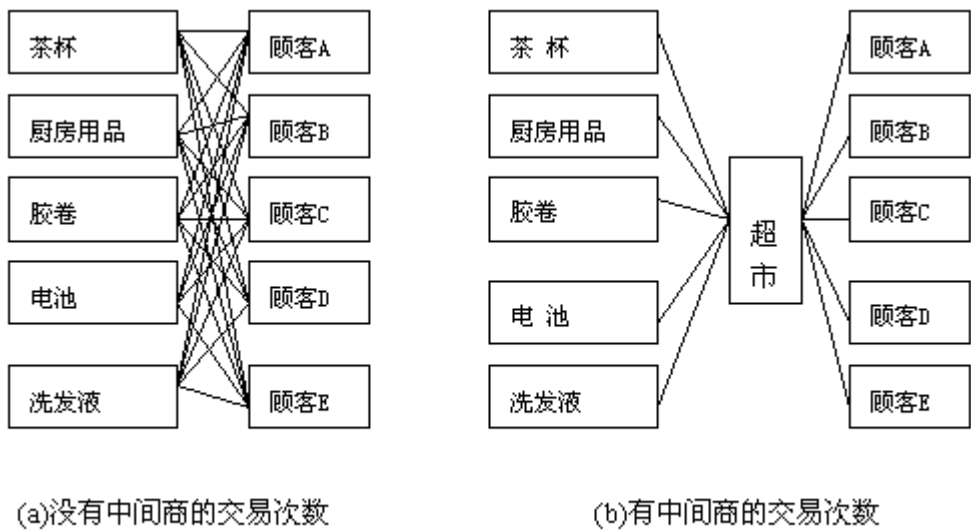 茶杯
厨房用品
胶卷
电池
洗发液
顾客A
顾客B
顾客C
顾客D
顾客E
(a)没有中间商的交易次数
茶 杯
厨房用品
胶卷
电 池
洗发液
超
市
顾客A
顾客B
顾客C
顾客D
顾客E
(b)有中间商的交易次数